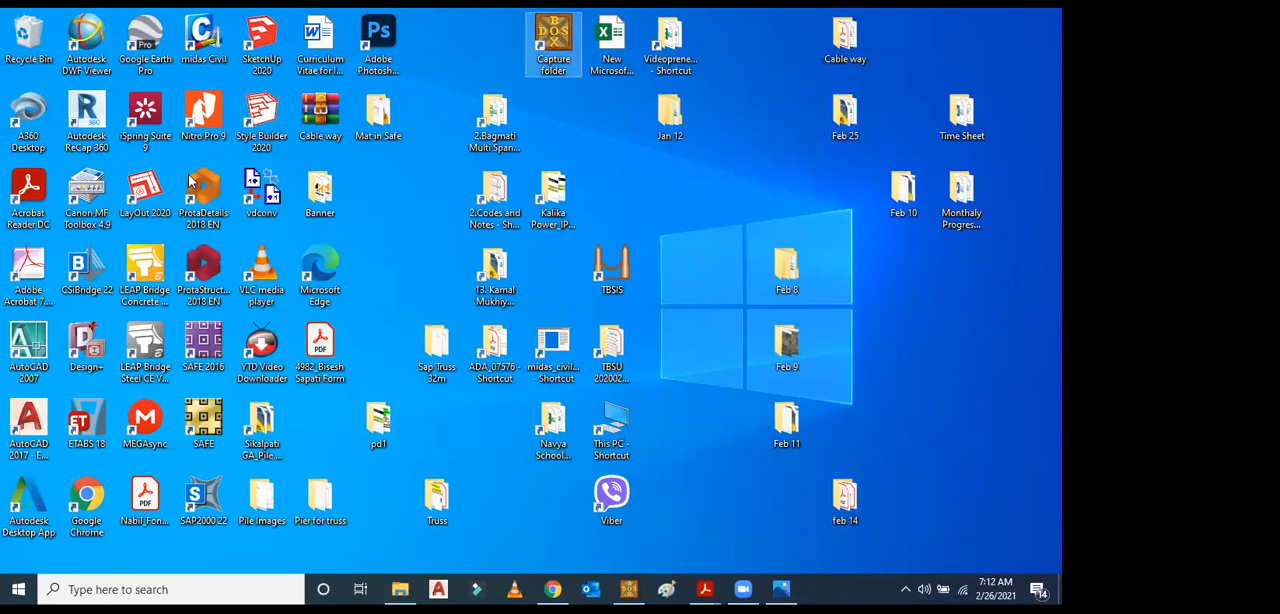 Recycle Bin
Autodesk
DWF Viewer
Google Earth
Pro
midas Civil
SketchUp
2020
Curriculum
Vitae for I...
Adobe
Photosh...
Capture
folder
New
Microsof...
Videoprene...
- Shortcut
Cable way
A360
Desktop
Autodesk
ReCap 360
iSpring Suite
9
Nitro Pro 9
Style Builder
2020
Cable way
Mat in Safe
2.Bagmati
Multi Span...
Jan 12
Feb 25
Time Sheet
Acrobat
Reader DC
Canon MF
Toolbox 4.9
LayOut 2020
ProtaDetails
2018 EN
vdconv
Banner
2.Codes and
Notes - Sh...
Kalika
Power_IP...
Feb 10
Monthaly
Progres...
Adobe
Acrobat 7....
CSiBridge 22
LEAP Bridge
Concrete ...
ProtaStruct...
2018 EN
VLC media
player
Microsoft
Edge
13. Kamal
Mukhiy...
TBSIS
Feb 8
AutoCAD
2007
Design+
LEAP Bridge
Steel CE V...
SAFE 2016
YTD Video
Downloader
4982_Bisesh
Sapati Form
Sap Truss
32m
ADA_07576 -
Shortcut
midas_civil...
- Shortcut
TBSU
202002...
Feb 9
AutoCAD
2017 - E...
ETABS 18
MEGAsync
SAFE
Sikalpati
GA_Pile ...
pd1
Navya
School...
This PC -
Shortcut
Feb 11
Autodesk
Desktop App
Google
Chrome
Nabil_Fon...
SAP2000 22
Pile Images
Pier for truss
Truss
Viber
feb 14
Type here to search
7:12 AM
2/26/2021
14